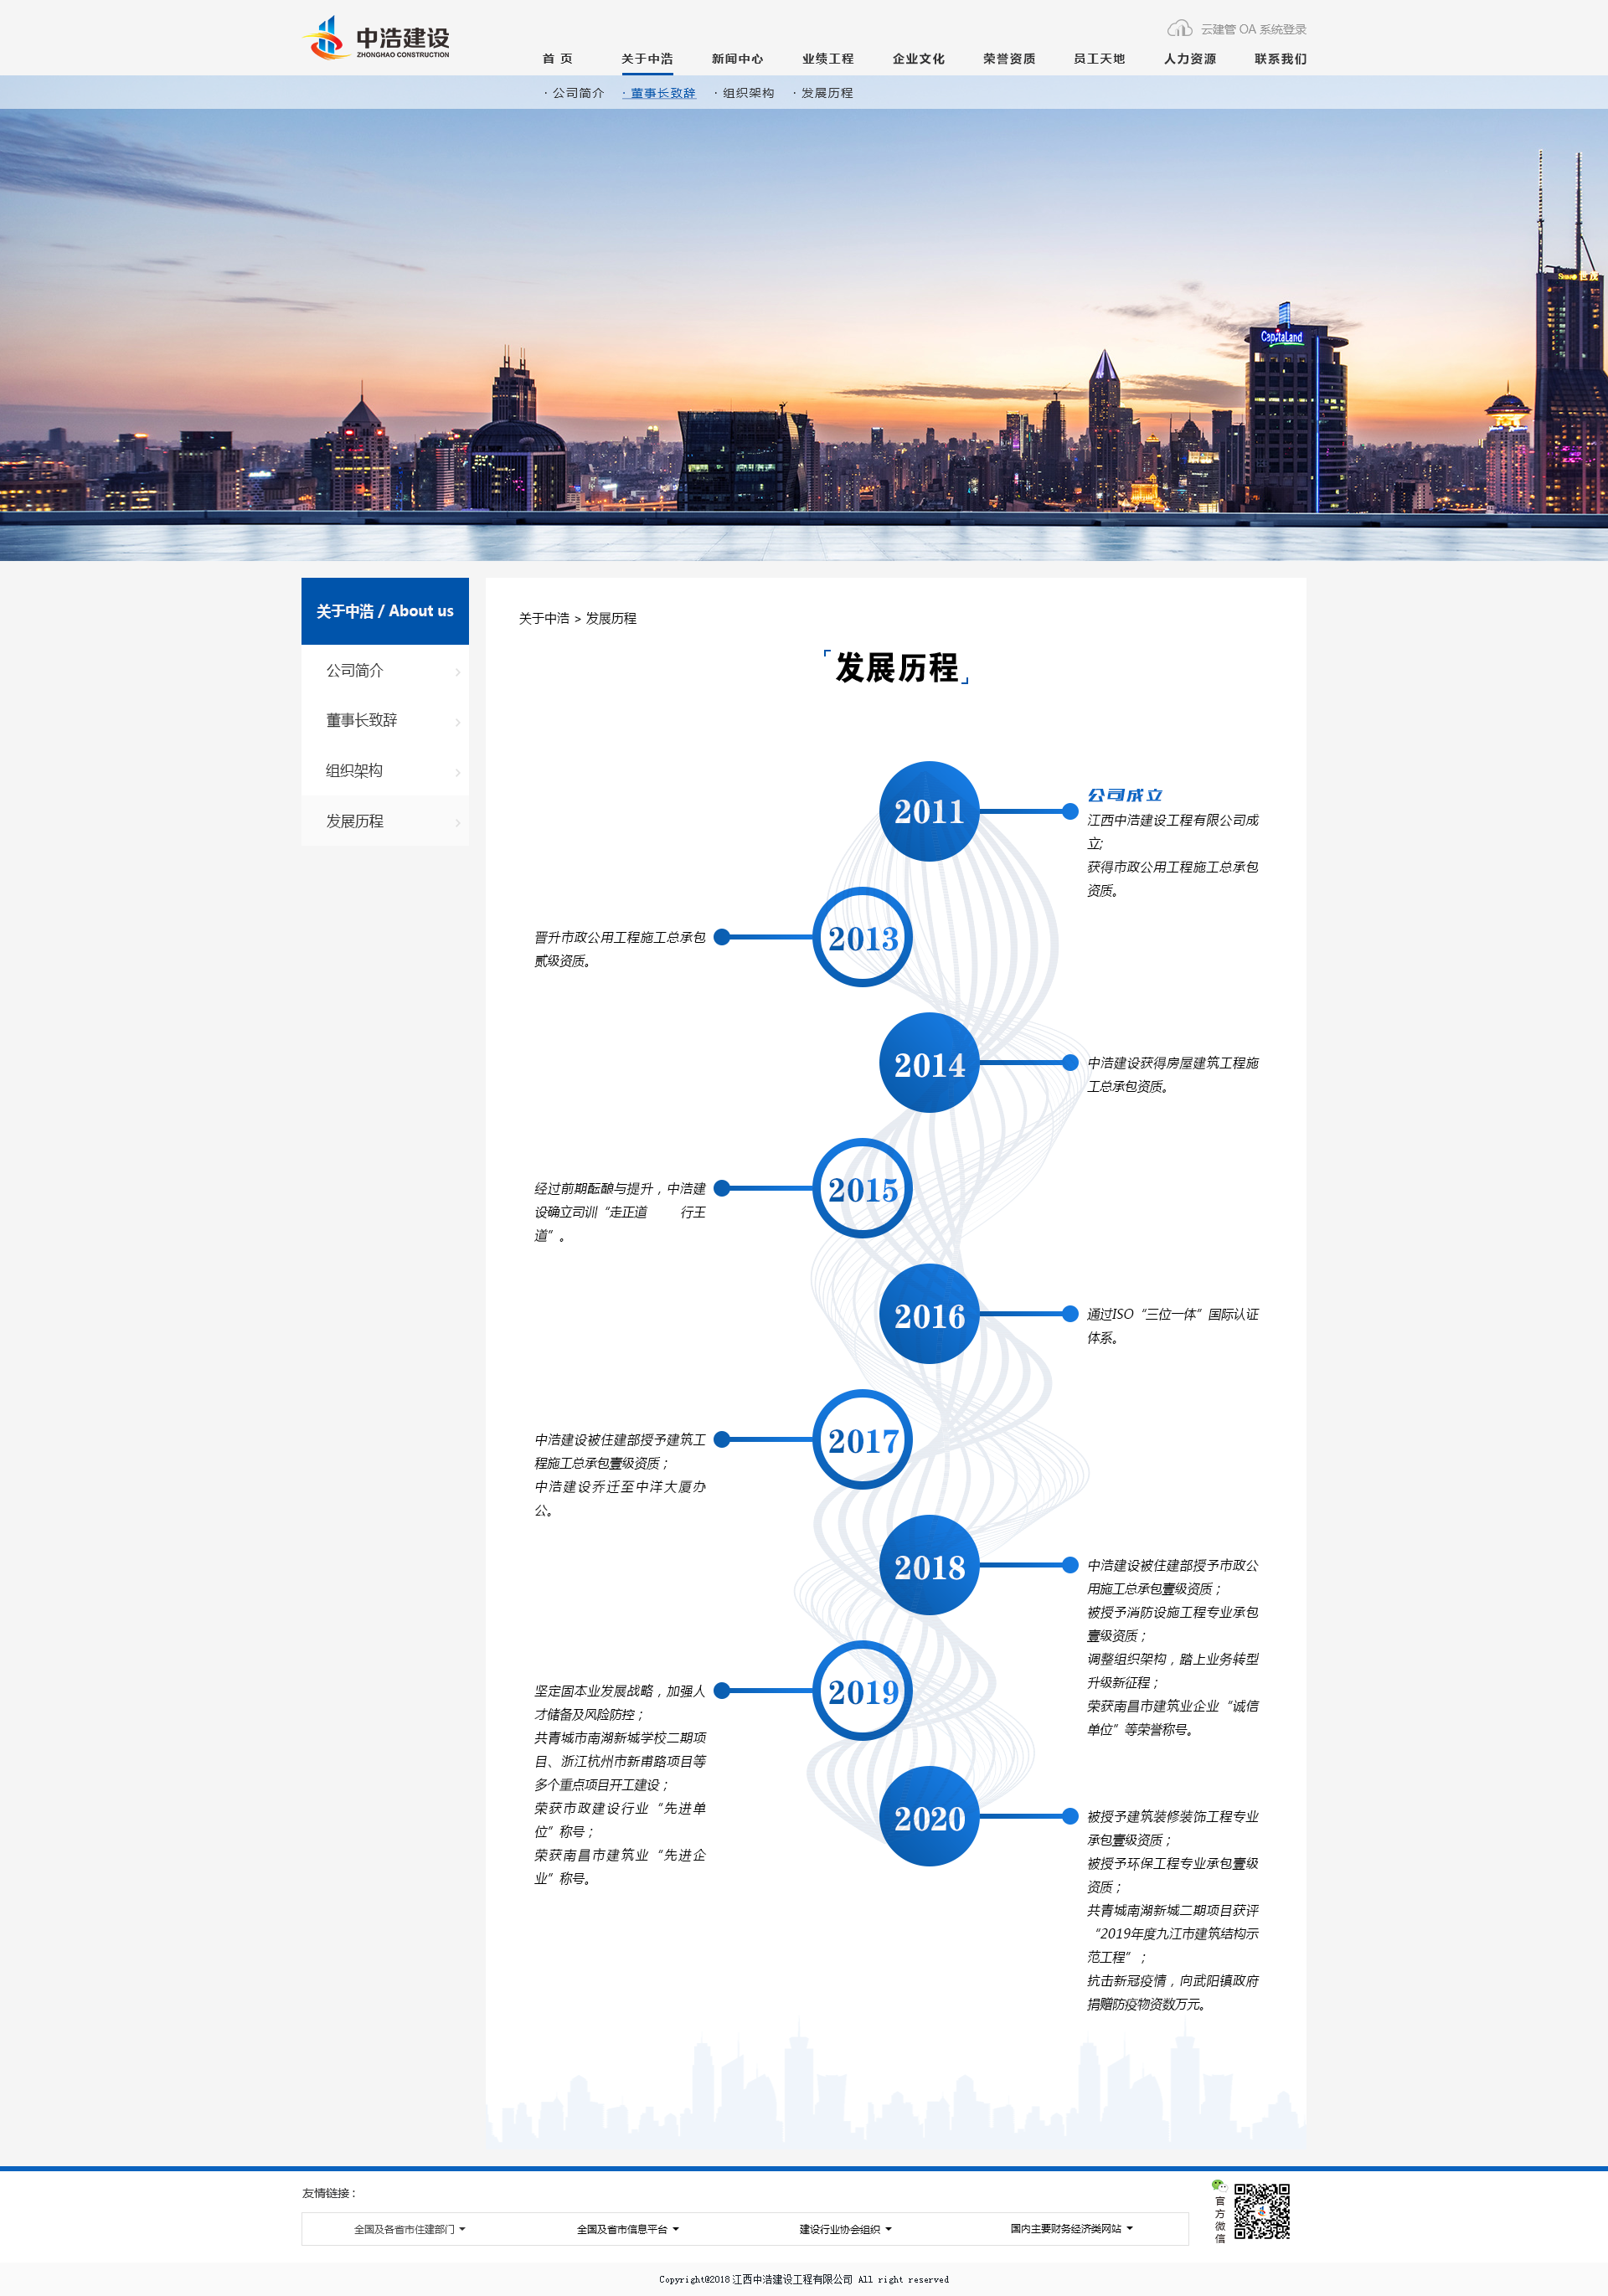 中浩建设
ZHONGHAO CONSTRUCTION
云建管 OA 系统登录
首 页 关于中浩 新闻中心 业绩工程 企业文化 荣誉资质 员工天地 人力资源 联系我们
· 公司简介 · 董事长致辞 · 组织架构 · 发展历程
CapitaLand
关于中浩 / About us
公司简介
董事长致辞
组织架构
发展历程
关于中浩 > 发展历程
「发展历程」
2011
公司成立
江西中浩建设工程有限公司成
立;
获得市政公用工程施工总承包
资质。
2013
晋升市政公用工程施工总承包
贰级资质。
2014
中浩建设获得房屋建筑工程施
工总承包资质。
2015
经过前期酝酿与提升，中浩建
设确立司训“走正道 行王
道”。
2016
通过ISO“三位一体”国际认证
体系。
2017
中浩建设被住建部授予建筑工
程施工总承包壹级资质；
中浩建设乔迁至中洋大厦办
公。
2018
中浩建设被住建部授予市政公
用施工总承包壹级资质；
被授予消防设施工程专业承包
壹级资质；
调整组织架构，踏上业务转型
升级新征程；
荣获南昌市建筑业企业“诚信
单位”等荣誉称号。
2019
坚定固本业发展战略，加强人
才储备及风险防控；
共青城市南湖新城学校二期项
目、浙江杭州市新甫路项目等
多个重点项目开工建设；
荣获市政建设行业“先进单
位”称号；
荣获南昌市建筑业“先进企
业”称号。
2020
被授予建筑装修装饰工程专业
承包壹级资质；
被授予环保工程专业承包壹级
资质；
共青城南湖新城二期项目获评
“2019年度九江市建筑结构示
范工程”；
抗击新冠疫情，向武阳镇政府
捐赠防疫物资数万元。
友情链接：
全国及各省市住建部门 全国及省市信息平台 建设行业协会组织 国内主要财务经济类网站
官方微信
Copyright@2018 江西中浩建设工程有限公司 All right reserved